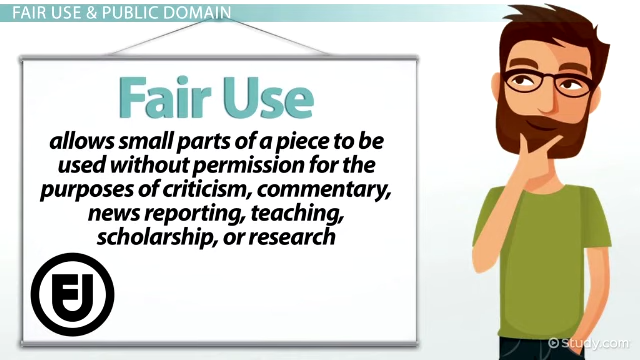 FAIR USE & PUBLIC DOMAIN
Fair Use
allows small parts of a piece to be
used without permission for the
purposes of criticism, commentary,
news reporting, teaching,
scholarship, or research
FU
Study.com